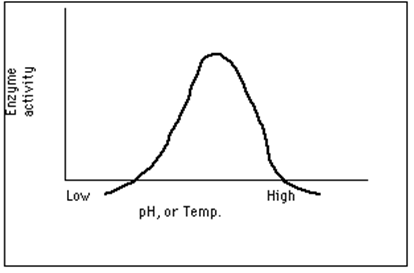 Enzyme
activity
Low
High
pH, or Temp.